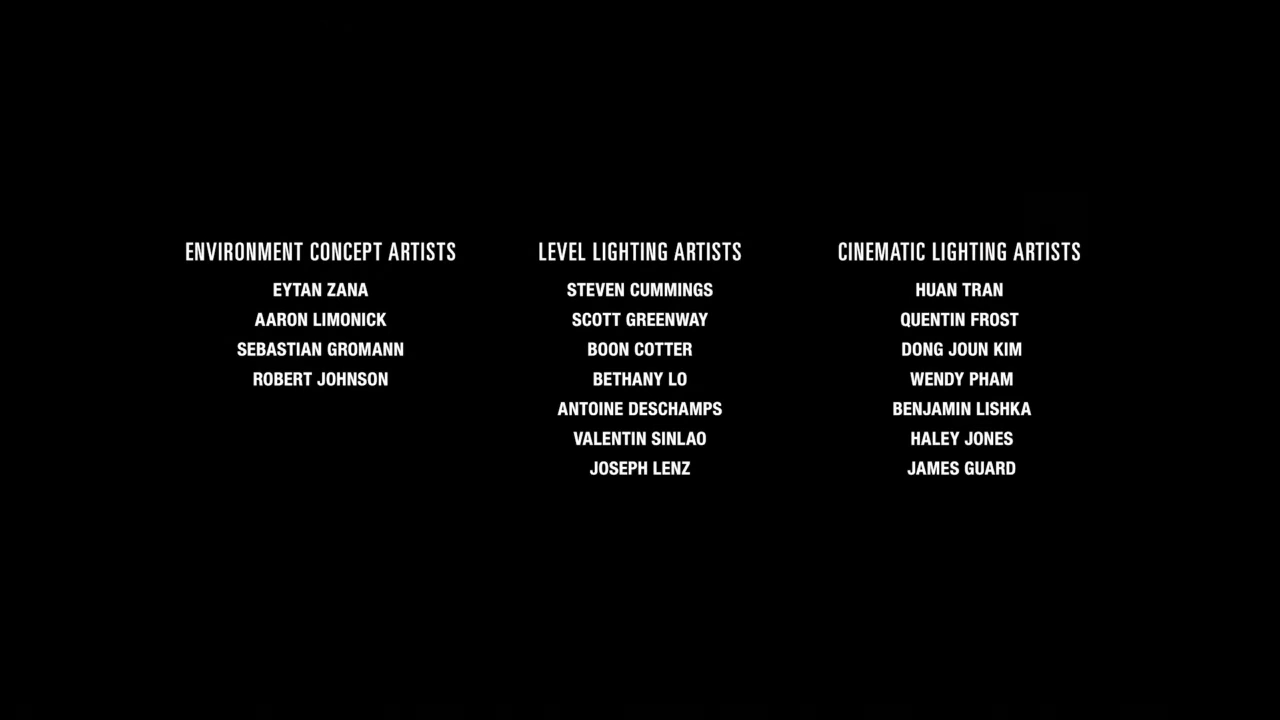 ENVIRONMENT CONCEPT ARTISTS
EYTAN ZANA
AARON LIMONICK
SEBASTIAN GROMANN
ROBERT JOHNSON
LEVEL LIGHTING ARTISTS
STEVEN CUMMINGS
SCOTT GREENWAY
BOON COTTER
BETHANY LO
ANTOINE DESCHAMPS
VALENTIN SINLAO
JOSEPH LENZ
CINEMATIC LIGHTING ARTISTS
HUAN TRAN
QUENTIN FROST
DONG JOUN KIM
WENDY PHAM
BENJAMIN LISHKA
HALEY JONES
JAMES GUARD